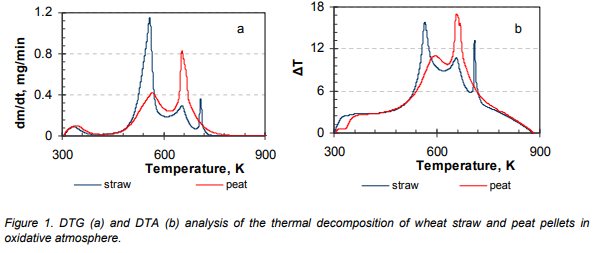 a
dm/dt, mg/min
1.2
0.8
0.4
0
300 600 900
Temperature, K
straw peat
b
ΔT
18
12
6
0
300 600 900
Temperature, K
straw peat
Figure 1. DTG (a) and DTA (b) analysis of the thermal decomposition of wheat straw and peat pellets in
oxidative atmosphere.